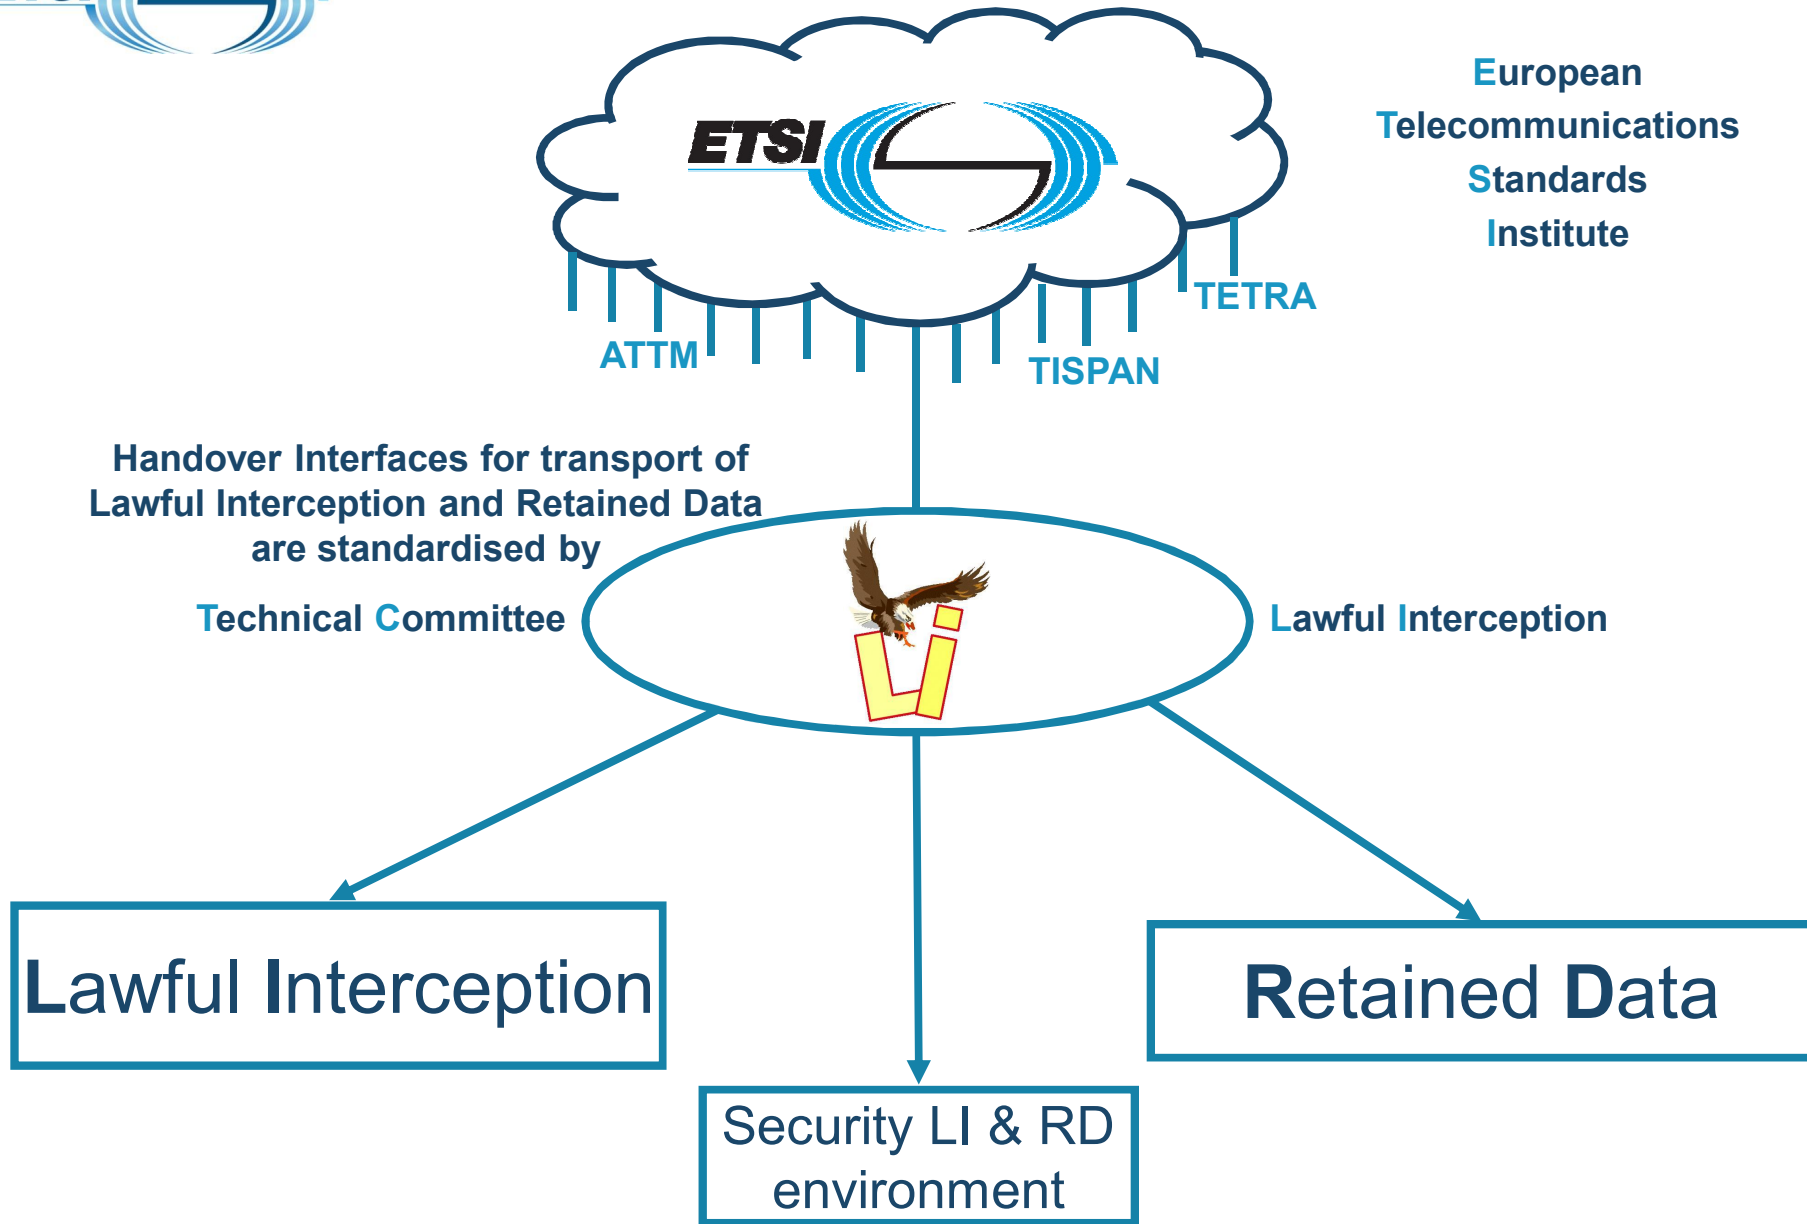 ETSI
European
Telecommunications
Standards
Institute
TETRA
ATTM
TISPAN
Handover Interfaces for transport of
Lawful Interception and Retained Data
are standardised by
Technical Committee
Li
Lawful Interception
Lawful Interception
Retained Data
Security LI & RD
environment